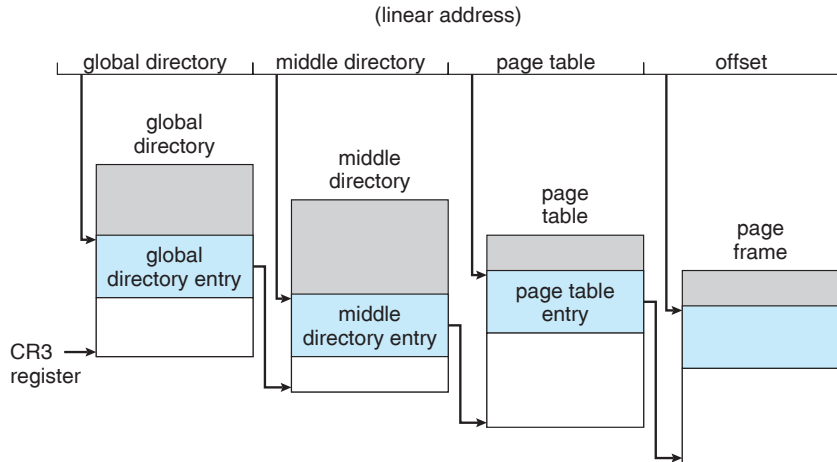 (linear address)
global directory
middle directory
page table
offset
global
directory
middle
directory
page
table
page
frame
global
directory entry
middle
directory entry
page table
entry
CR3
register